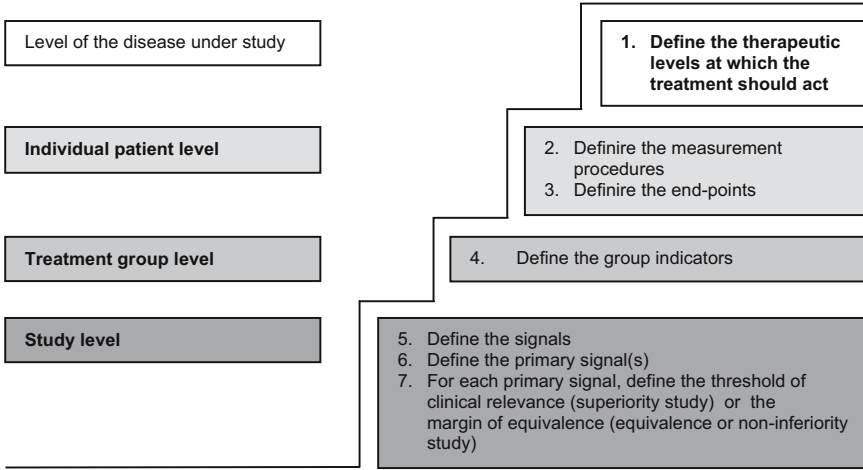 Level of the disease under study
1. Define the therapeutic
levels at which the
treatment should act
Individual patient level
2. Definire the measurement
procedures
3. Definire the end-points
Treatment group level
4. Define the group indicators
Study level
5. Define the signals
6. Define the primary signal(s)
7. For each primary signal, define the threshold of
clinical relevance (superiority study) or the
margin of equivalence (equivalence or non-inferiority
study)